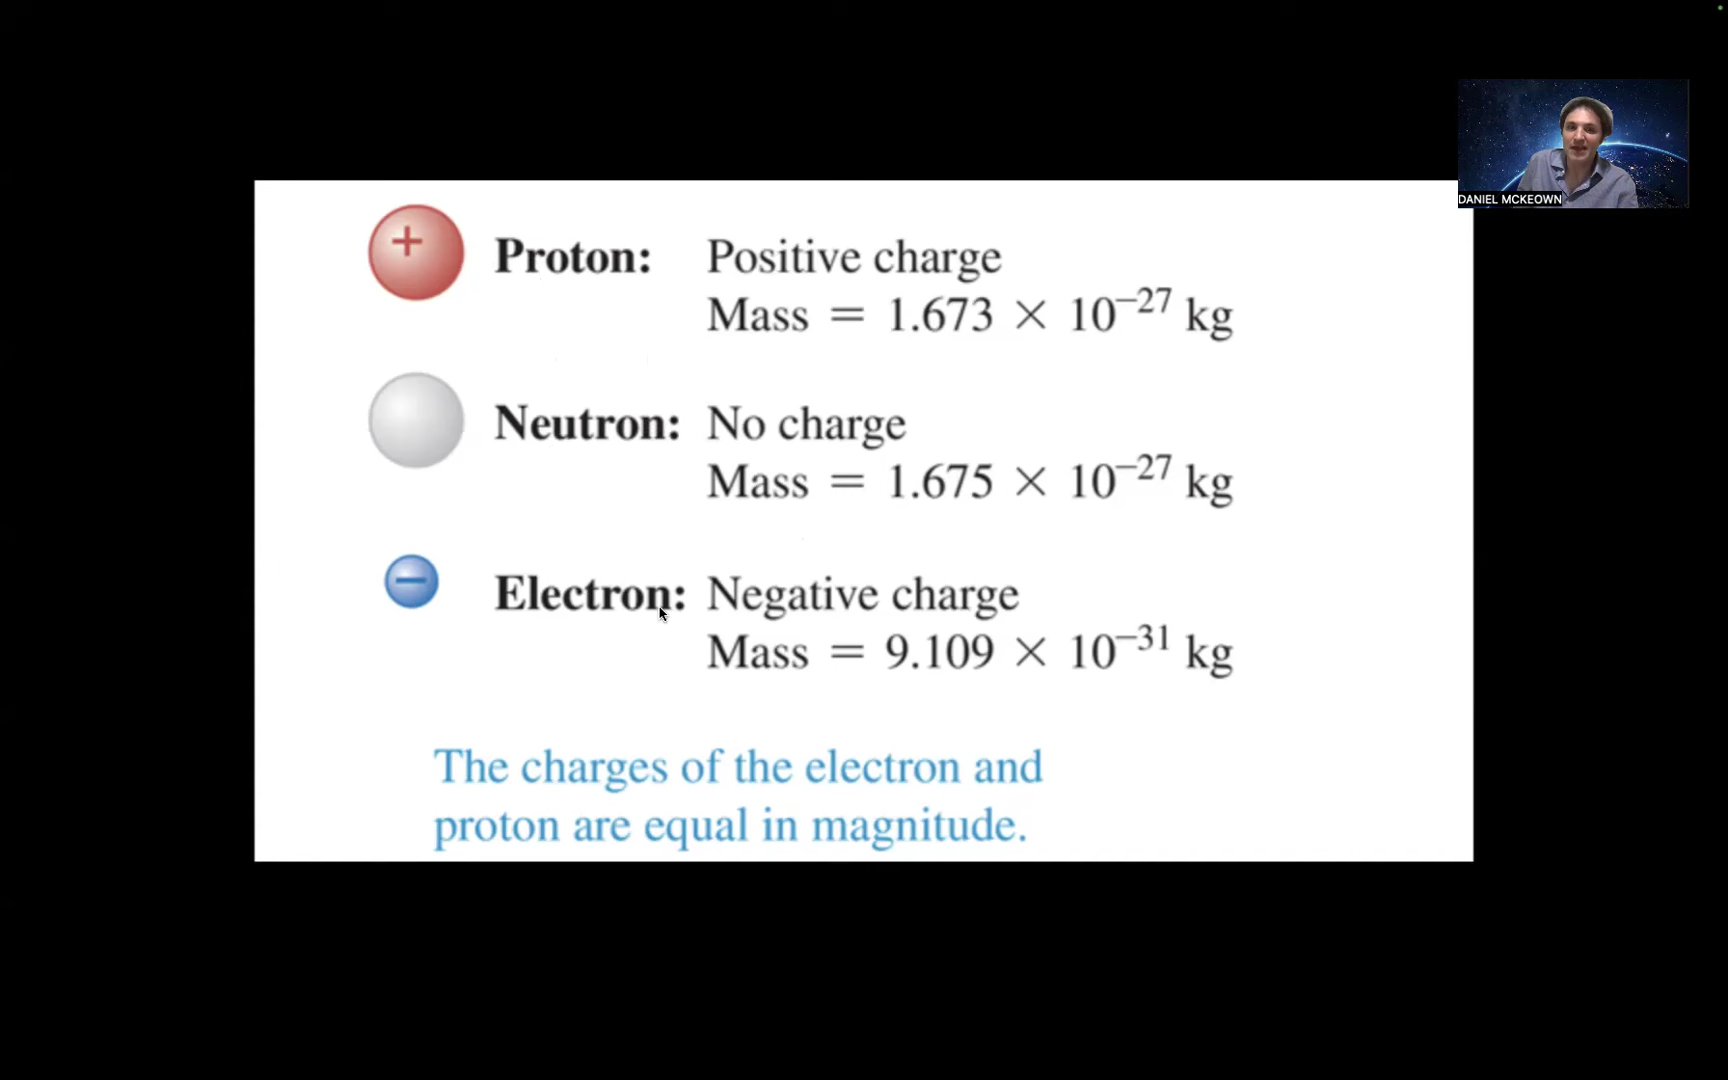 DANIEL MCKEOWN
+
Proton: Positive charge
Mass = 1.673 × 10⁻²⁷ kg
Neutron: No charge
Mass = 1.675 × 10⁻²⁷ kg
−
Electron: Negative charge
Mass = 9.109 × 10⁻³¹ kg
The charges of the electron and
proton are equal in magnitude.